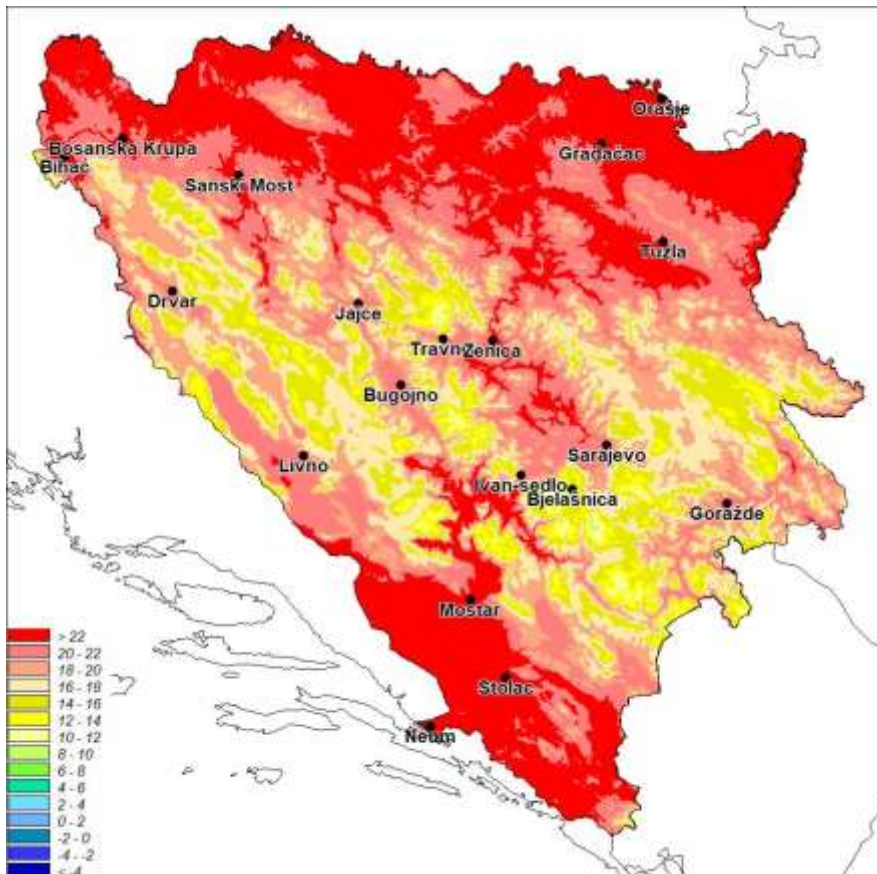 Orašje
Bosanska Krupa
Gradačac
Bihać
Sanski Most
Tuzla
Drvar
Jajce
Zenica
Bugojno
Sarajevo
Livno
Ivan-sedlo
Bjelašnica
Goražde
Mostar
Stolac
Neum
> 22
20 - 22
18 - 20
16 - 18
14 - 16
12 - 14
10 - 12
8 - 10
6 - 8
4 - 6
2 - 4
0 - 2
-2 - 0
-4 - -2
< -4